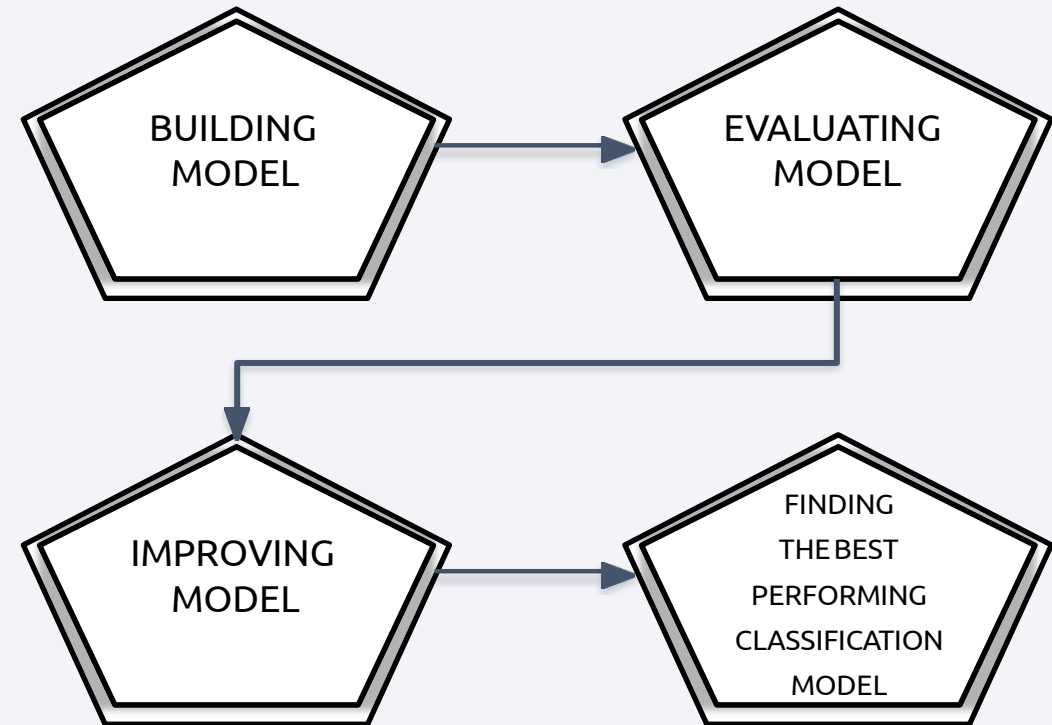 BUILDING
MODEL
EVALUATING
MODEL
IMPROVING
MODEL
FINDING
THE BEST
PERFORMING
CLASSIFICATION
MODEL